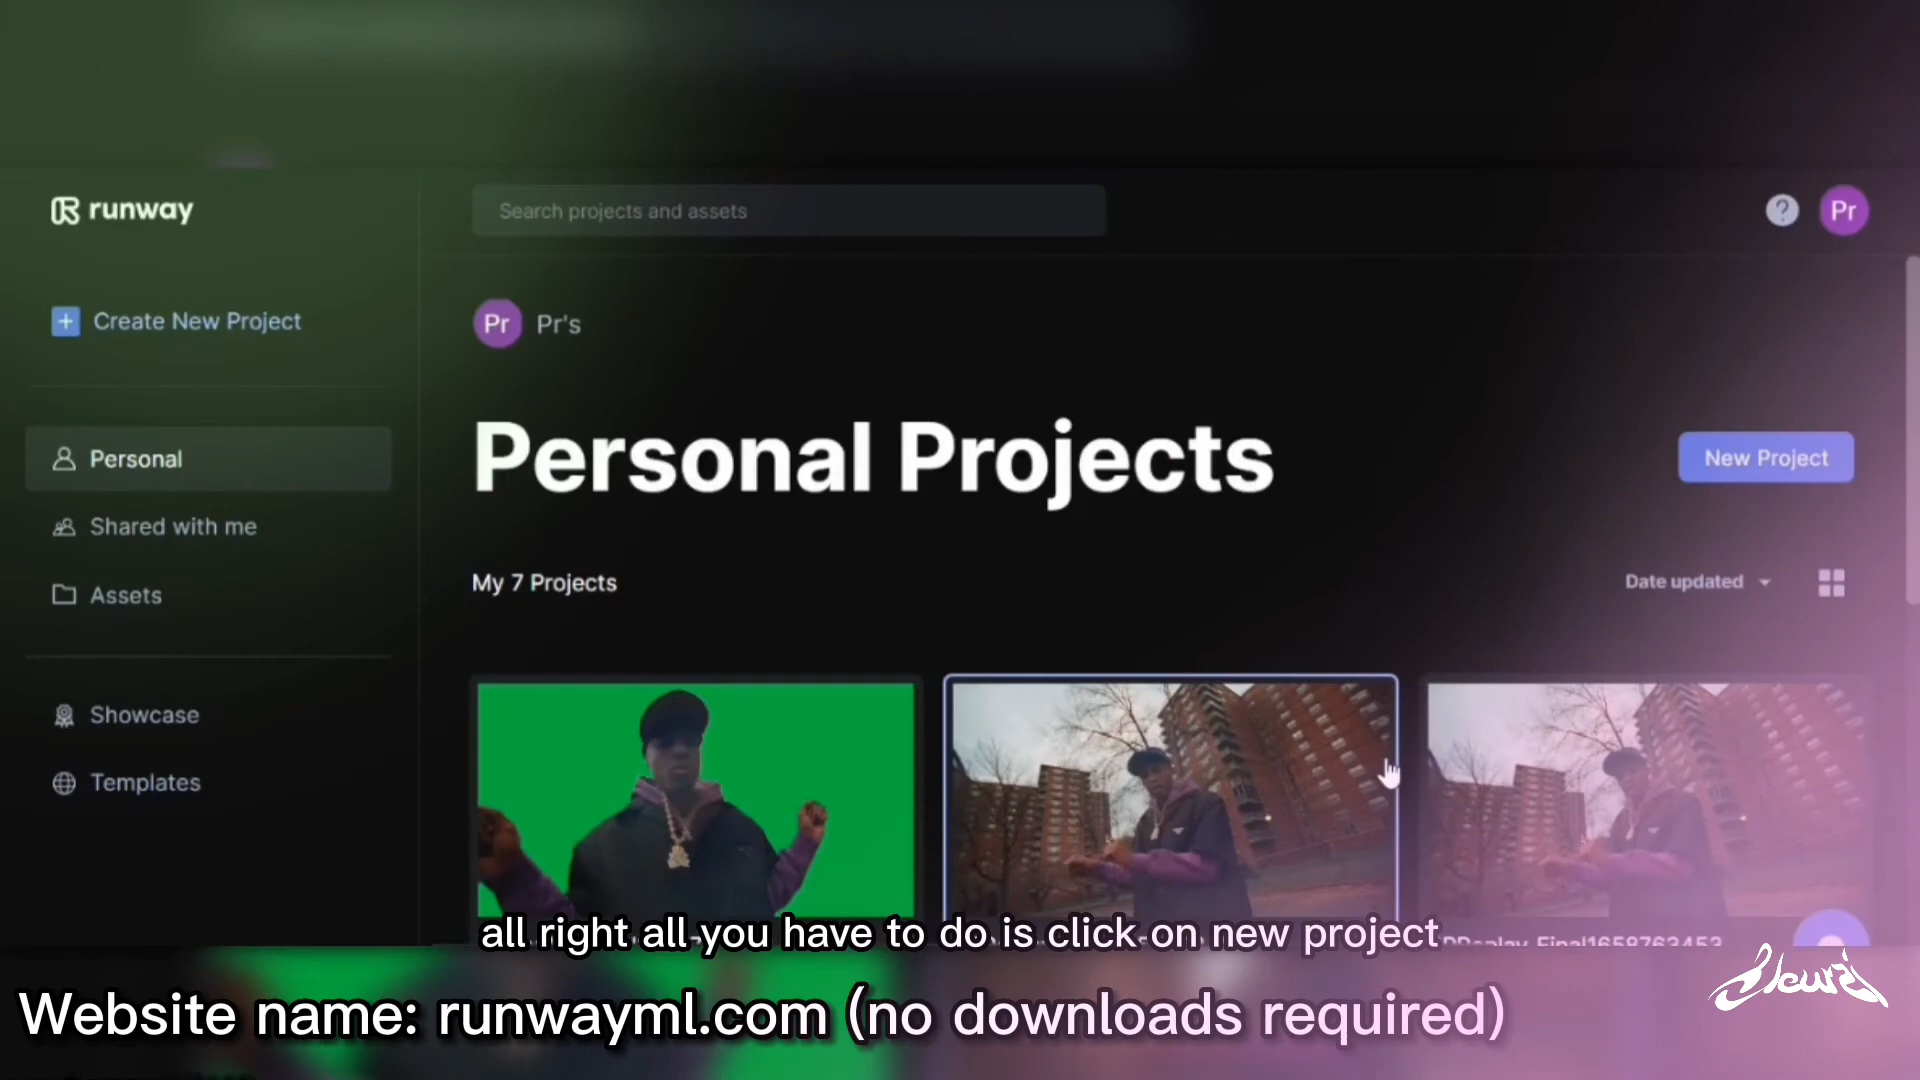 runway
Search projects and assets
?
Pr
Create New Project
Pr
Pr's
Personal Projects
New Project
Personal
Shared with me
Assets
My 7 Projects
Date updated
Showcase
Templates
all right all you have to do is click on new project
Website name: runwayml.com (no downloads required)